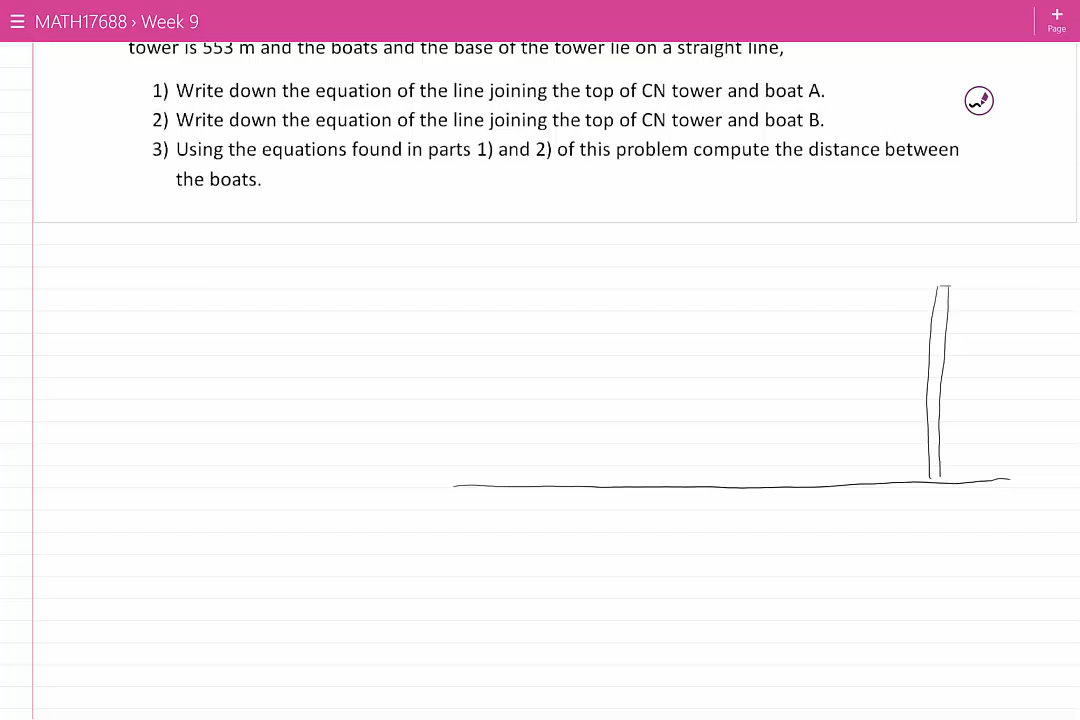 MATH17688 › Week 9
Page
tower is 553 m and the boats and the base of the tower lie on a straight line,
1) Write down the equation of the line joining the top of CN tower and boat A.
2) Write down the equation of the line joining the top of CN tower and boat B.
3) Using the equations found in parts 1) and 2) of this problem compute the distance between
the boats.